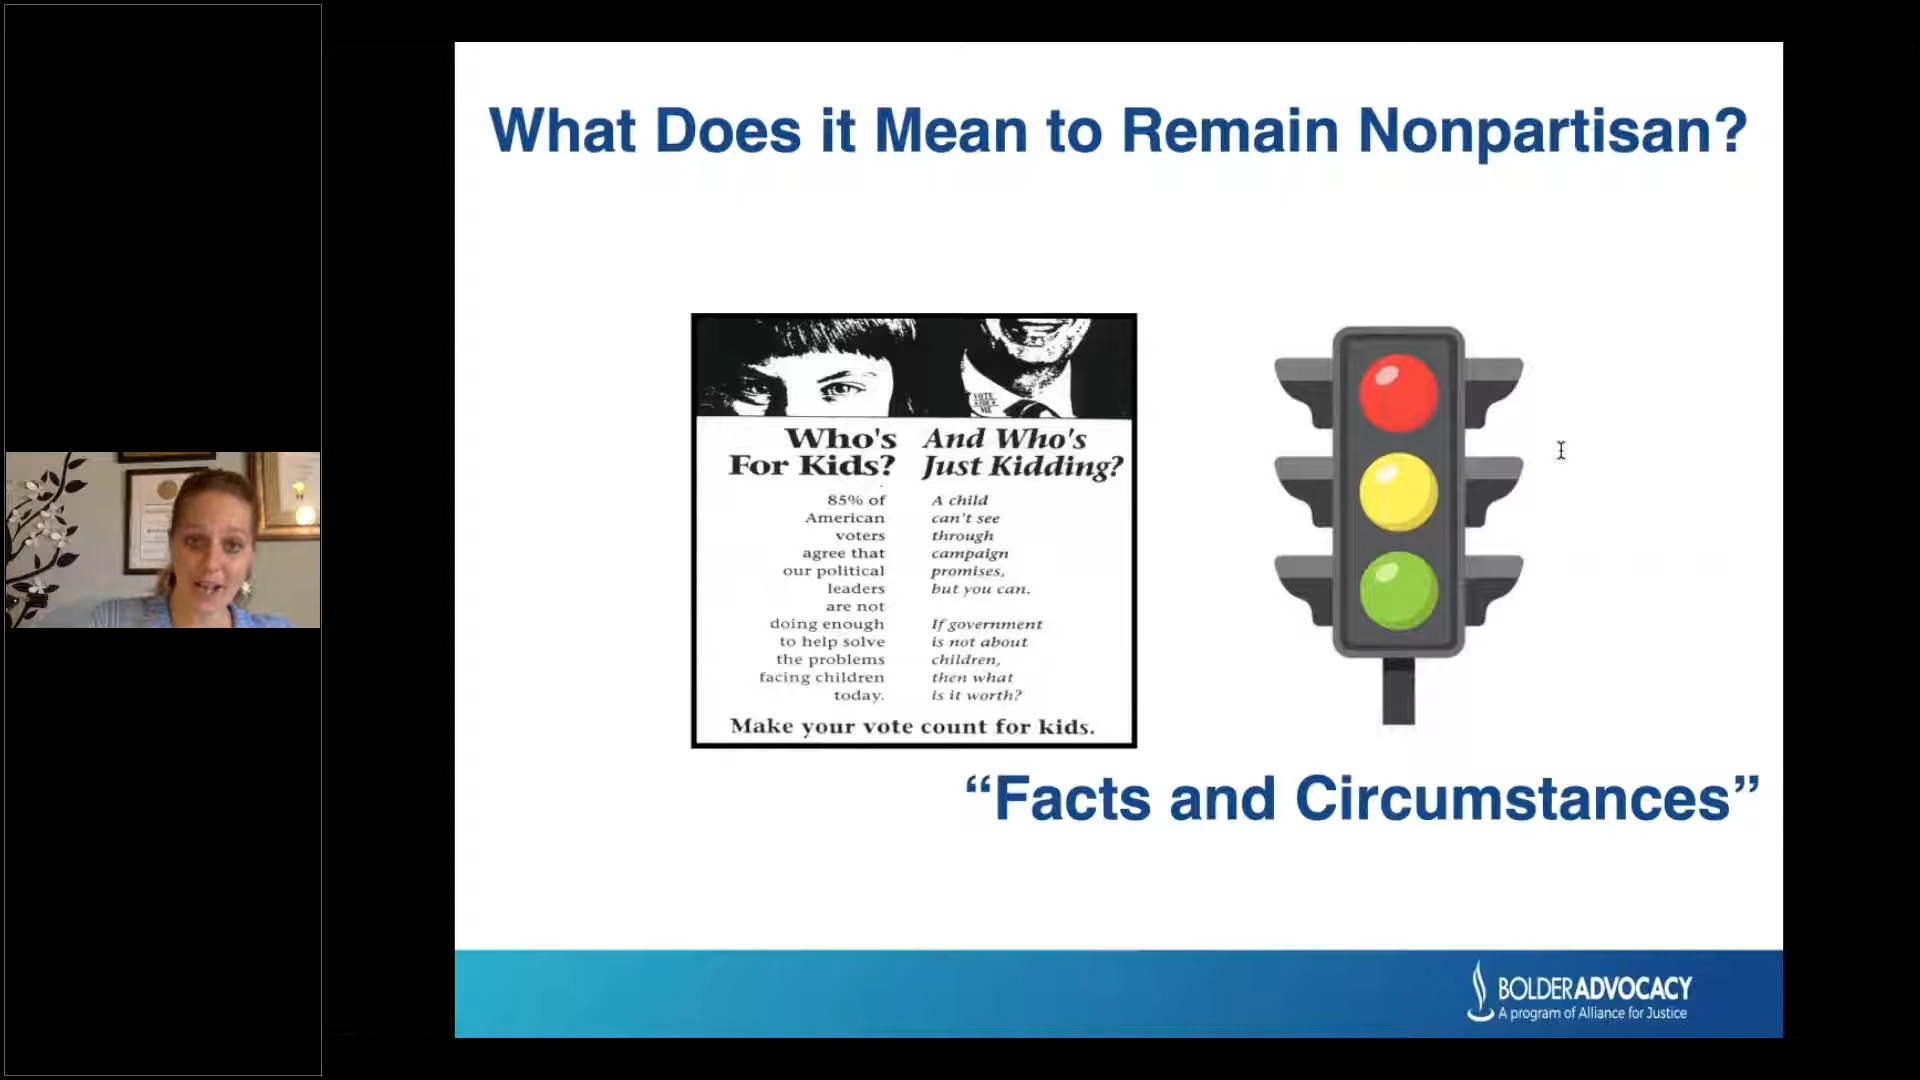 What Does it Mean to Remain Nonpartisan?
VOTE
FOR
ME
Who's
For Kids?
85% of
American
voters
agree that
our political
leaders
are not
doing enough
to help solve
the problems
facing children
today.
And Who's
Just Kidding?
A child
can't see
through
campaign
promises,
but you can.
If government
is not about
children,
then what
is it worth?
Make your vote count for kids.
“Facts and Circumstances”
BOLDERADVOCACY
A program of Alliance for Justice